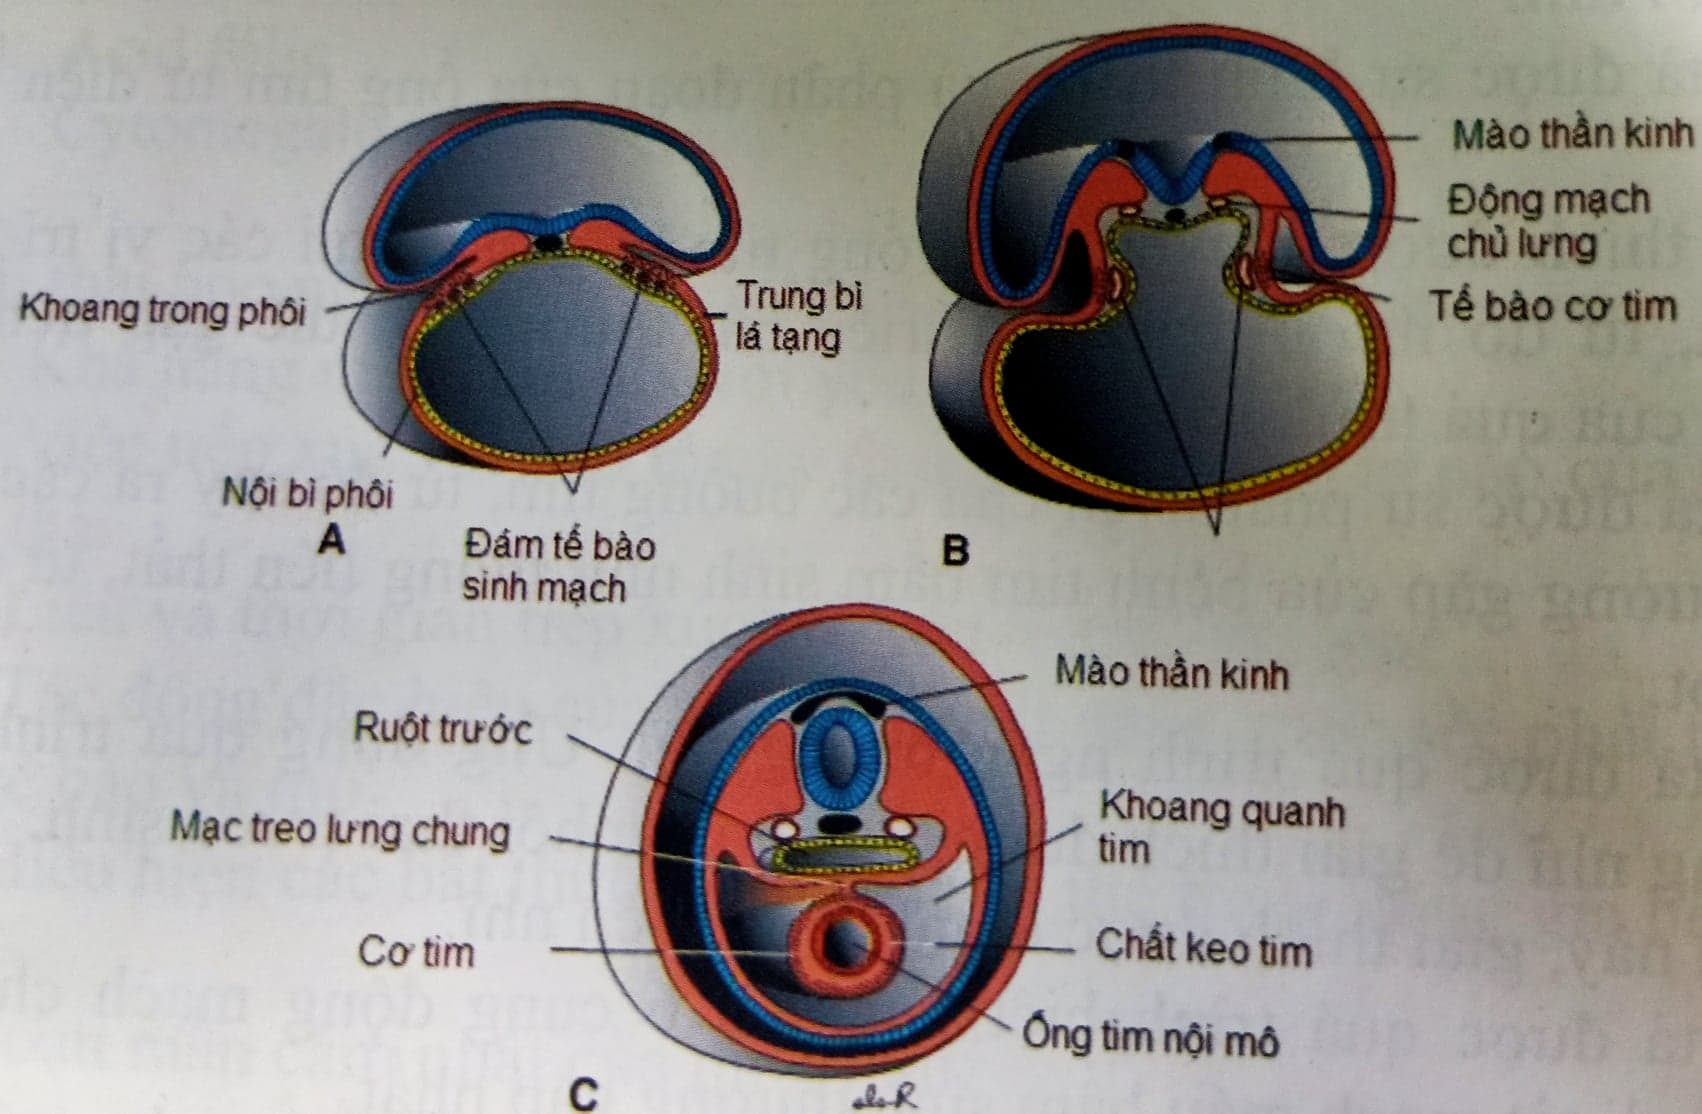 Khoang trong phôi
Trung bì
lá tạng
Nội bì phôi
A
Đám tế bào
sinh mạch
Mào thần kinh
Động mạch
chủ lưng
Tế bào cơ tim
B
Mào thần kinh
Ruột trước
Mạc treo lưng chung
Khoang quanh
tim
Cơ tim
Chất keo tim
Ống tim nội mô
C